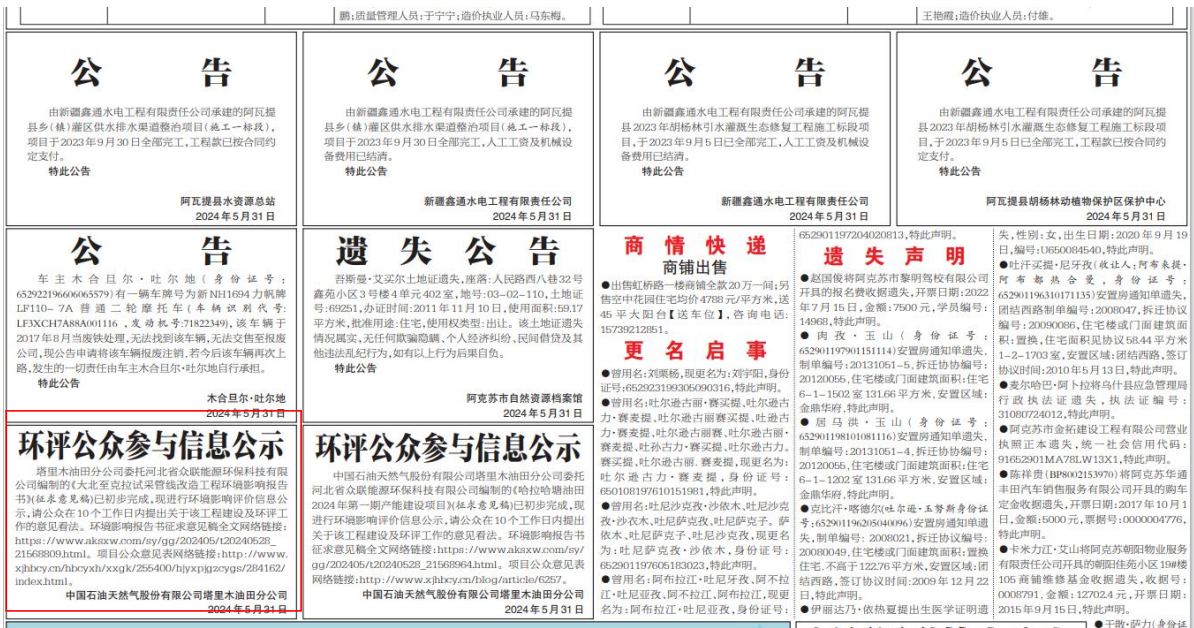 鹏;质量管理人员:于宁宁;造价执业人员:马东梅。
王艳霞;造价执业人员:付雄。
公 告
由新疆鑫通水电工程有限责任公司承建的阿瓦提
县乡(镇)灌区供水排水渠道整治项目(施工一标段),
项目于2023年9月30日全部完工,工程款已按合同约
定支付。
特此公告
阿瓦提县水资源总站
2024年5月31日
公 告
由新疆鑫通水电工程有限责任公司承建的阿瓦提
县乡(镇)灌区供水排水渠道整治项目(施工一标段),
项目于2023年9月30日全部完工,人工工资及机械设
备费用已结清。
特此公告
新疆鑫通水电工程有限责任公司
2024年5月31日
公 告
由新疆鑫通水电工程有限责任公司承建的阿瓦提
县2023年胡杨林引水灌溉生态修复工程施工标段项
目,于2023年9月5日已全部完工,人工工资及机械设
备费用已结清。
特此公告
新疆鑫通水电工程有限责任公司
2024年5月31日
公 告
由新疆鑫通水电工程有限责任公司承建的阿瓦提
县2023年胡杨林引水灌溉生态修复工程施工标段项
目,于2023年9月5日已全部完工,工程款已按合同约
定支付。
特此公告
阿瓦提县胡杨林动植物保护区保护中心
2024年5月31日
公 告
车主木合旦尔·吐尔地(身份证号:
652922196606065579)有一辆车牌号为新NH1694力帆牌
LF110-7A普通二轮摩托车(车辆识别代号:
LF3XCH7A88A001116,发动机号:71822349),该车辆于
2017年8月当废铁处理,无法找到该车辆,无法交售至报废
公司,现公告申请将该车辆报废注销,若今后该车辆再次上
路,发生的一切责任由车主木合旦尔·吐尔地自行承担。
特此公告
木合旦尔·吐尔地
2024年5月31日
遗 失 公 告
吾斯曼·艾买尔土地证遗失,座落:人民路西八巷32号
鑫苑小区3号楼4单元402室,地号:03-02-110,土地证
号:69251,办证时间:2011年11月10日,使用面积:59.17
平方米,批准用途:住宅,使用权类型:出让。该土地证遗失
情况属实,无任何欺骗隐瞒、个人经济纠纷、民间借贷及其
他违法乱纪行为,如有以上行为后果自负。
特此公告
阿克苏市自然资源档案馆
2024年5月31日
环评公众参与信息公示
塔里木油田分公司委托河北省众联能源环保科技有限
公司编制的《大北至克拉试采管线改造工程环境影响报告
书》(征求意见稿)已初步完成,现进行环境影响评价信息公
示,请公众在10个工作日内提出关于该工程建设及环评工
作的意见看法。环境影响报告书征求意见稿全文网络链接:
https://www.aksxw.com/sy/gg/202405/t20240528_
21568809.html。项目公众意见表网络链接:http://www.
xjhbcy.cn/hbcyxh/xxgk/255400/hjyxpjgzcygs/284162/
index.html。
中国石油天然气股份有限公司塔里木油田分公司
2024年5月31日
环评公众参与信息公示
中国石油天然气股份有限公司塔里木油田分公司委托
河北省众联能源环保科技有限公司编制的《哈拉哈塘油田
2024年第一期产能建设项目》(征求意见稿)已初步完成,现
进行环境影响评价信息公示,请公众在10个工作日内提出
关于该工程建设及环评工作的意见看法。环境影响报告书
征求意见稿全文网络链接:https://www.aksxw.com/sy/
gg/202405/t20240528_21568964.html。项目公众意见表
网络链接:http://www.xjhbcy.cn/blog/article/6257。
中国石油天然气股份有限公司塔里木油田分公司
2024年5月31日
商 情 快 递
商铺出售
●出售虹桥路一楼商铺全款20万一间;另
售空中花园住宅均价4788元/平方米,送
45平大阳台【送车位】,咨询电话:
15739212851。
更 名 启 事
●曾用名:刘栗杨,现更名为:刘宇阳,身份
证号:652923199305090316,特此声明。
●曾用名:吐尔逊古丽·赛买提、吐尔逊古
力·赛麦提、吐尔逊古丽赛买提、吐逊古
力·赛麦提、吐尔逊古丽赛、吐尔逊古丽·
赛麦提、吐孙古力·赛麦提、吐尔逊古力。
赛买提、吐尔逊古丽.赛麦提,现更名为:
吐尔逊古力·赛麦提,身份证号:
650108197610151981,特此声明。
●曾用名:吐尼沙克孜·沙依木、吐尼沙克
孜·沙衣木、吐尼萨克孜、吐尼萨克子。萨
依木、吐尼萨克子、吐尼沙克孜,现更名
为:吐尼萨克孜·沙依木,身份证号:
652901197605183023,特此声明。
●曾用名:阿布拉江·吐尼牙孜、阿不拉
江·吐尼亚孜、阿不拉江、阿布拉江,现更
名为:阿布拉江·吐尼亚孜,身份证号:
652901197204020813,特此声明。
遗 失 声 明
●赵国俊将阿克苏市黎明驾校有限公司
开具的报名费收据遗失,开票日期:2022
年7月15日,金额:7500元,学员编号:
14968,特此声明。
●肉孜·玉山(身份证号:
652901197901151114)安置房通知单遗失,
制单编号:20131051-5,拆迁协协编号:
20120055,住宅楼或门面建筑面积:住宅
6-1-1502室131.66平方米,安置区域:
金鼎华府,特此声明。
●居马洪·玉山(身份证号:
652901198101081116)安置房通知单遗失,
制单编号:20131051-4,拆迁协协编号:
20120055,住宅楼或门面建筑面积:住宅
6-1-1202室131.66平方米,安置区域:
金鼎华府,特此声明。
●克比汗·喀德尔(吐尔逊·玉努斯身份证
号:652901196205040096)安置房通知单遗
失,制单编号:2008021,拆迁协议编号:
20080049,住宅楼或门面建筑面积:置换
住宅.不高于122.76平方米,安置区域:团
结西路,签订协议时间:2009年12月22
日,特此声明。
●伊丽达乃·依热夏提出生医学证明遗
失,性别:女,出生日期:2020年9月19
日,编号:U650084540,特此声明。
●吐汗买提·尼牙孜(收让人:阿布来提·
阿布都热合曼,身份证号:
652901196310171135)安置房通知单遗失,
团结西路制单编号:2008047,拆迁协议
编号:20090086,住宅楼或门面建筑面
积:置换,住宅面积见协议58.44平方米
1-2-1703室,安置区域:团结西路,签订
协议时间:2010年5月13日,特此声明。
●麦尔哈巴·阿卜拉将乌什县应急管理局
行政执法证遗失,执法证编号:
31080724012,特此声明。
●阿克苏市金拓建设工程有限公司营业
执照正本遗失,统一社会信用代码:
91652901MA78LW13X1,特此声明。
●陈祥贵(BP8002153970)将阿克苏华通
丰田汽车销售服务有限公司开具的购车
定金收据遗失,开票日期:2017年10月1
日,金额:5000元,票据号:0000004776,
特此声明。
●卡米力江·艾山将阿克苏朝阳物业服务
有限责任公司开具的朝阳佳苑小区19#楼
105商铺维修基金收据遗失,收据号:
0008791,金额:12702.4元,开票日期:
2015年9月15日,特此声明。
●于散·萨力(身份证